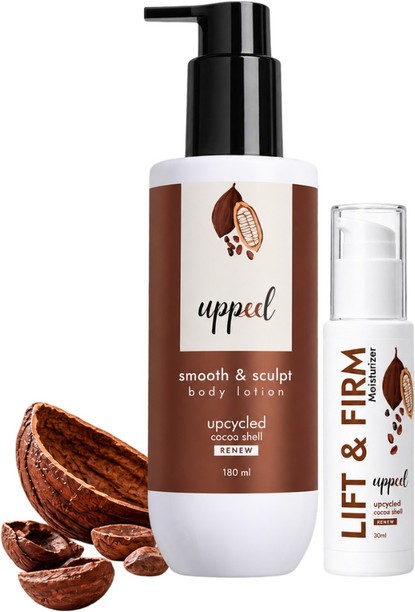 uppeel
smooth & sculpt
body lotion
upcycled
cocoa shell
RENEW
180 ml
LIFT & FIRM
Moisturizer
uppeel
upcycled
cocoa shell
RENEW
30ml